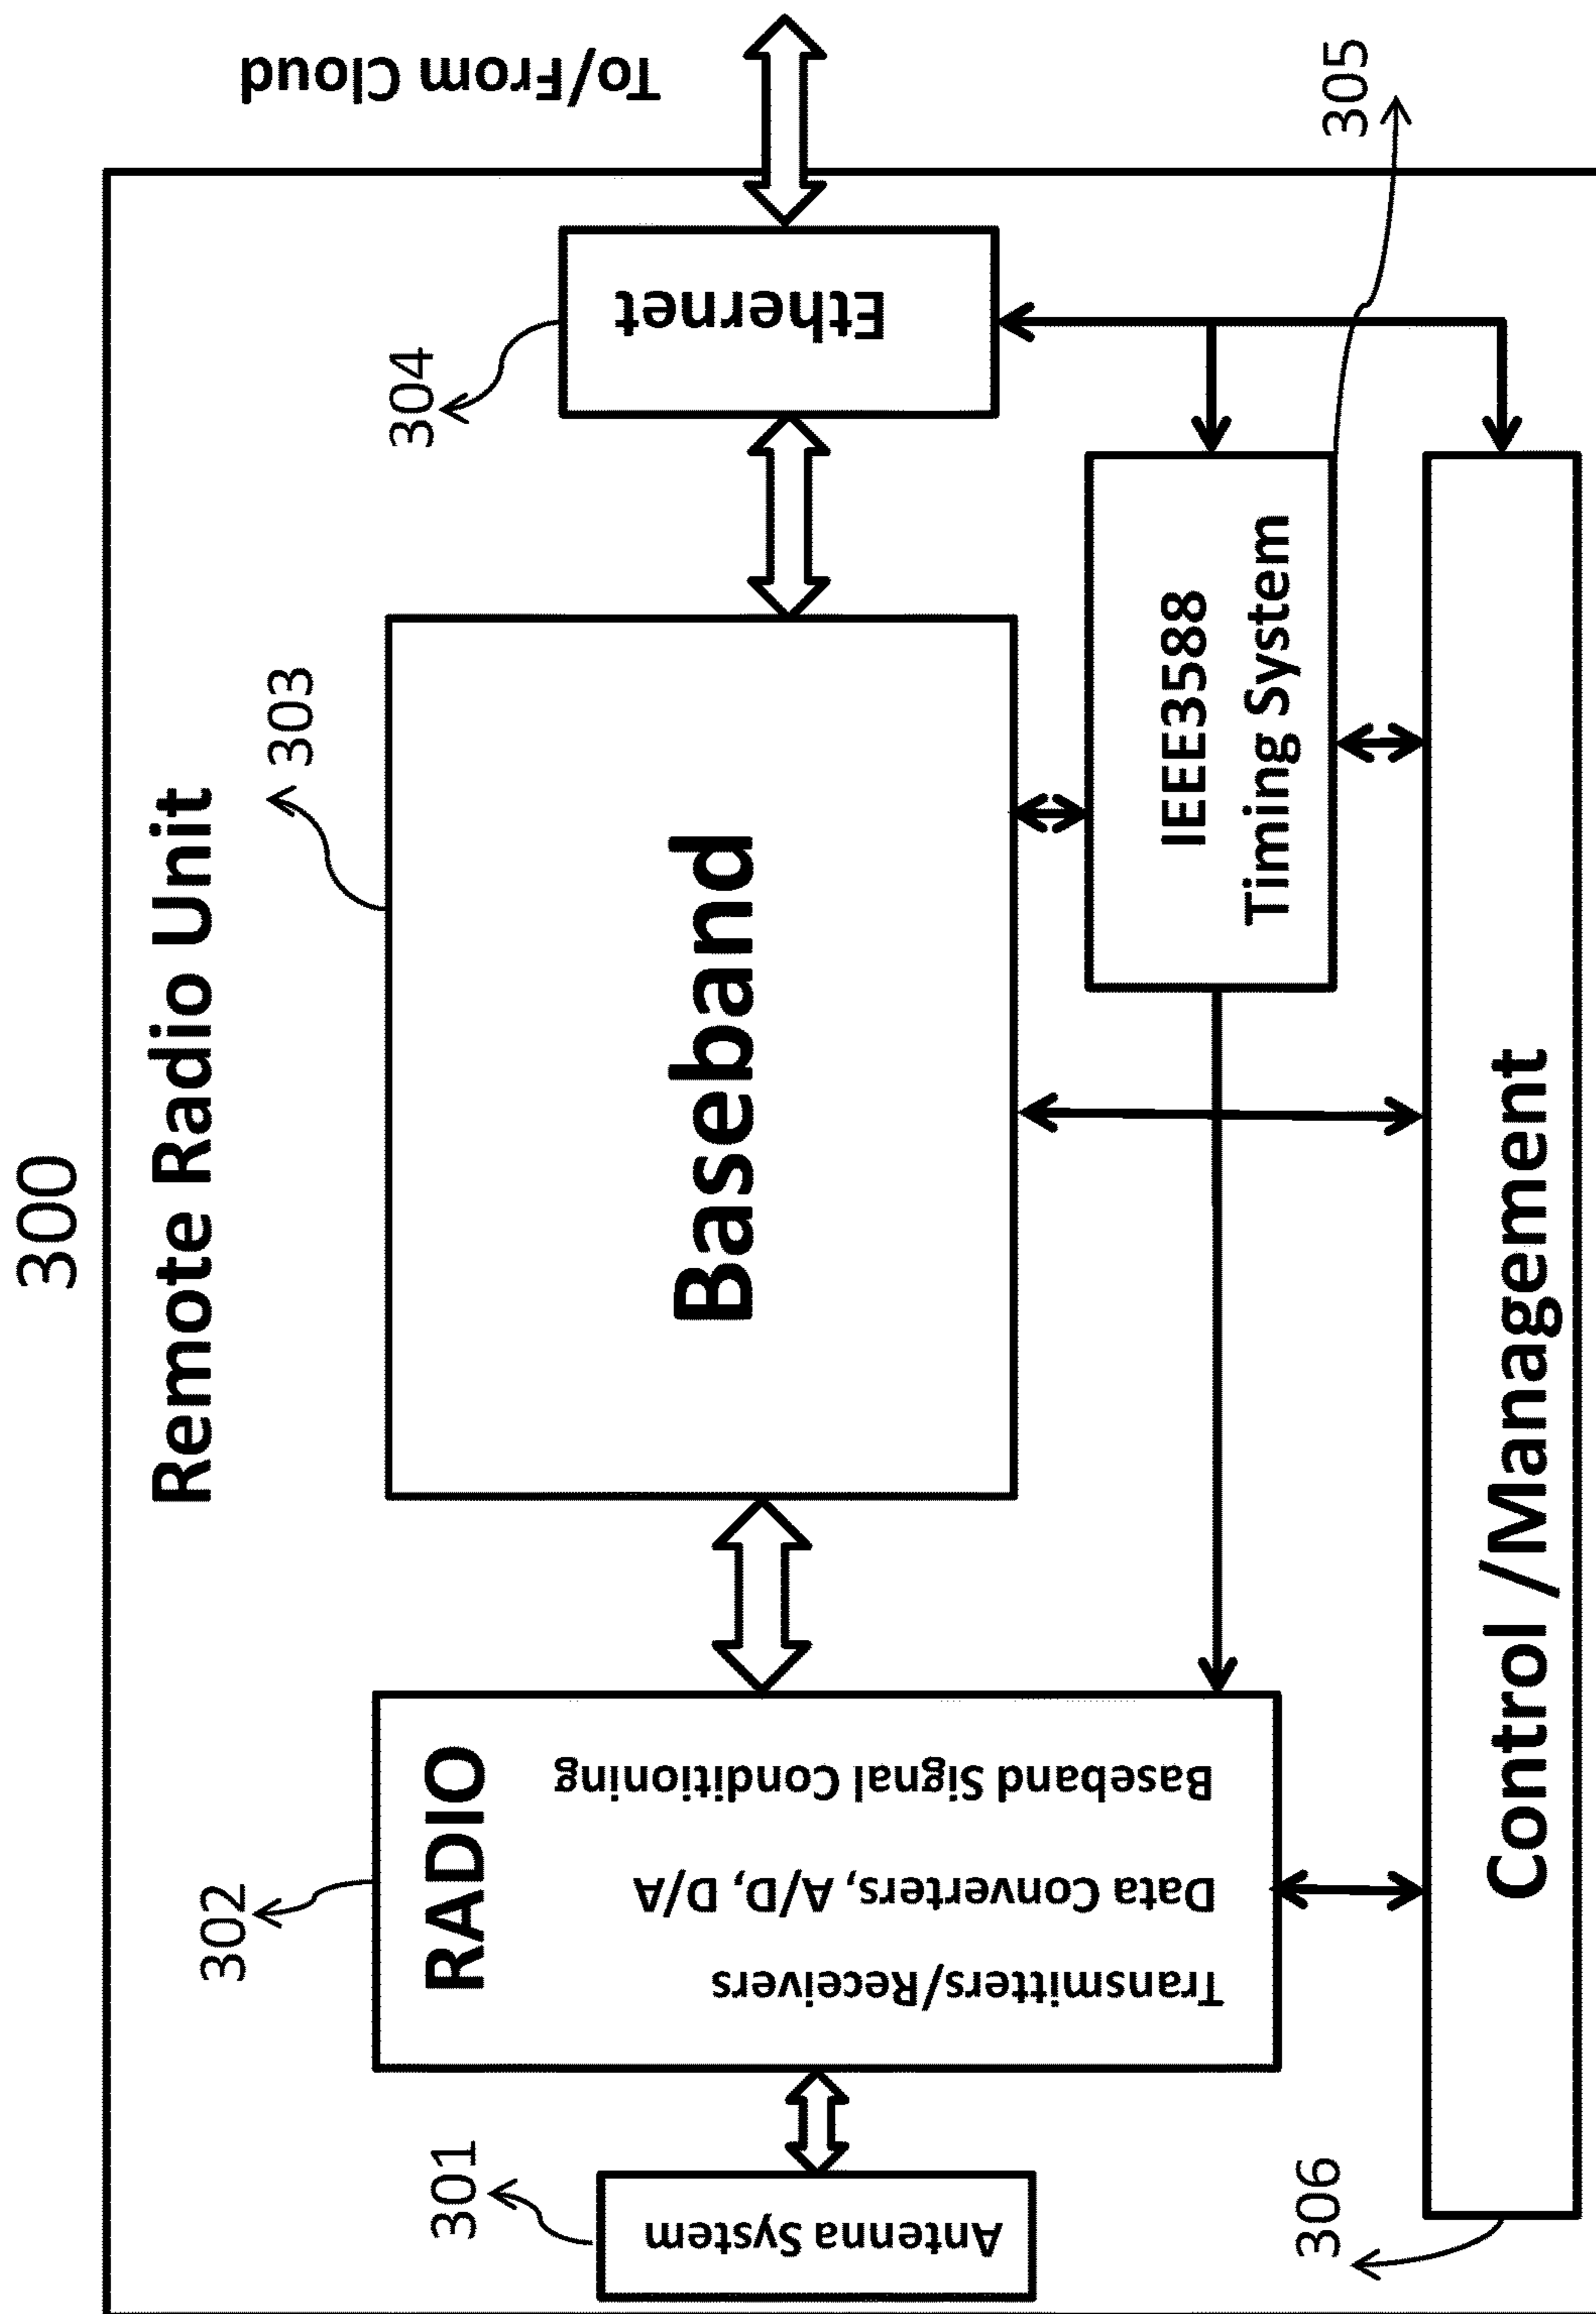 300
Remote Radio Unit
301
Antenna System
302
RADIO
Transmitters/Receivers
Data Converters, A/D, D/A
Baseband Signal Conditioning
303
Baseband
304
Ethernet
To/From Cloud
IEEE3588
Timing System
305
306
Control /Management